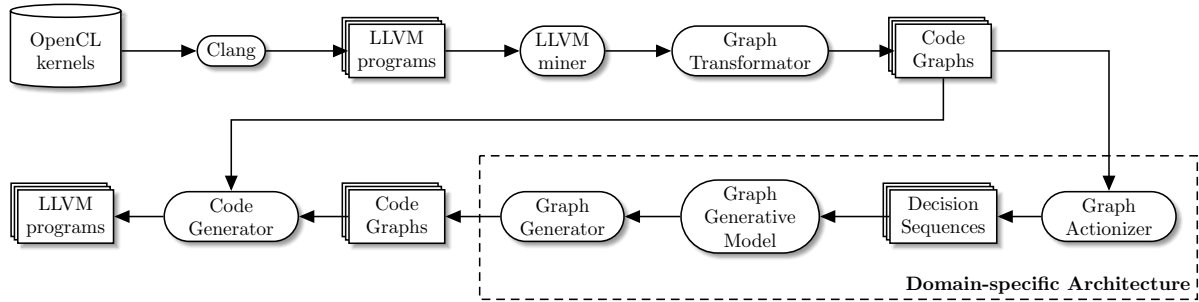 OpenCL
kernels
Clang
LLVM
programs
LLVM
miner
Graph
Transformator
Code
Graphs
LLVM
programs
Code
Generator
Code
Graphs
Graph
Generator
Graph
Generative
Model
Decision
Sequences
Graph
Actionizer
Domain-specific Architecture